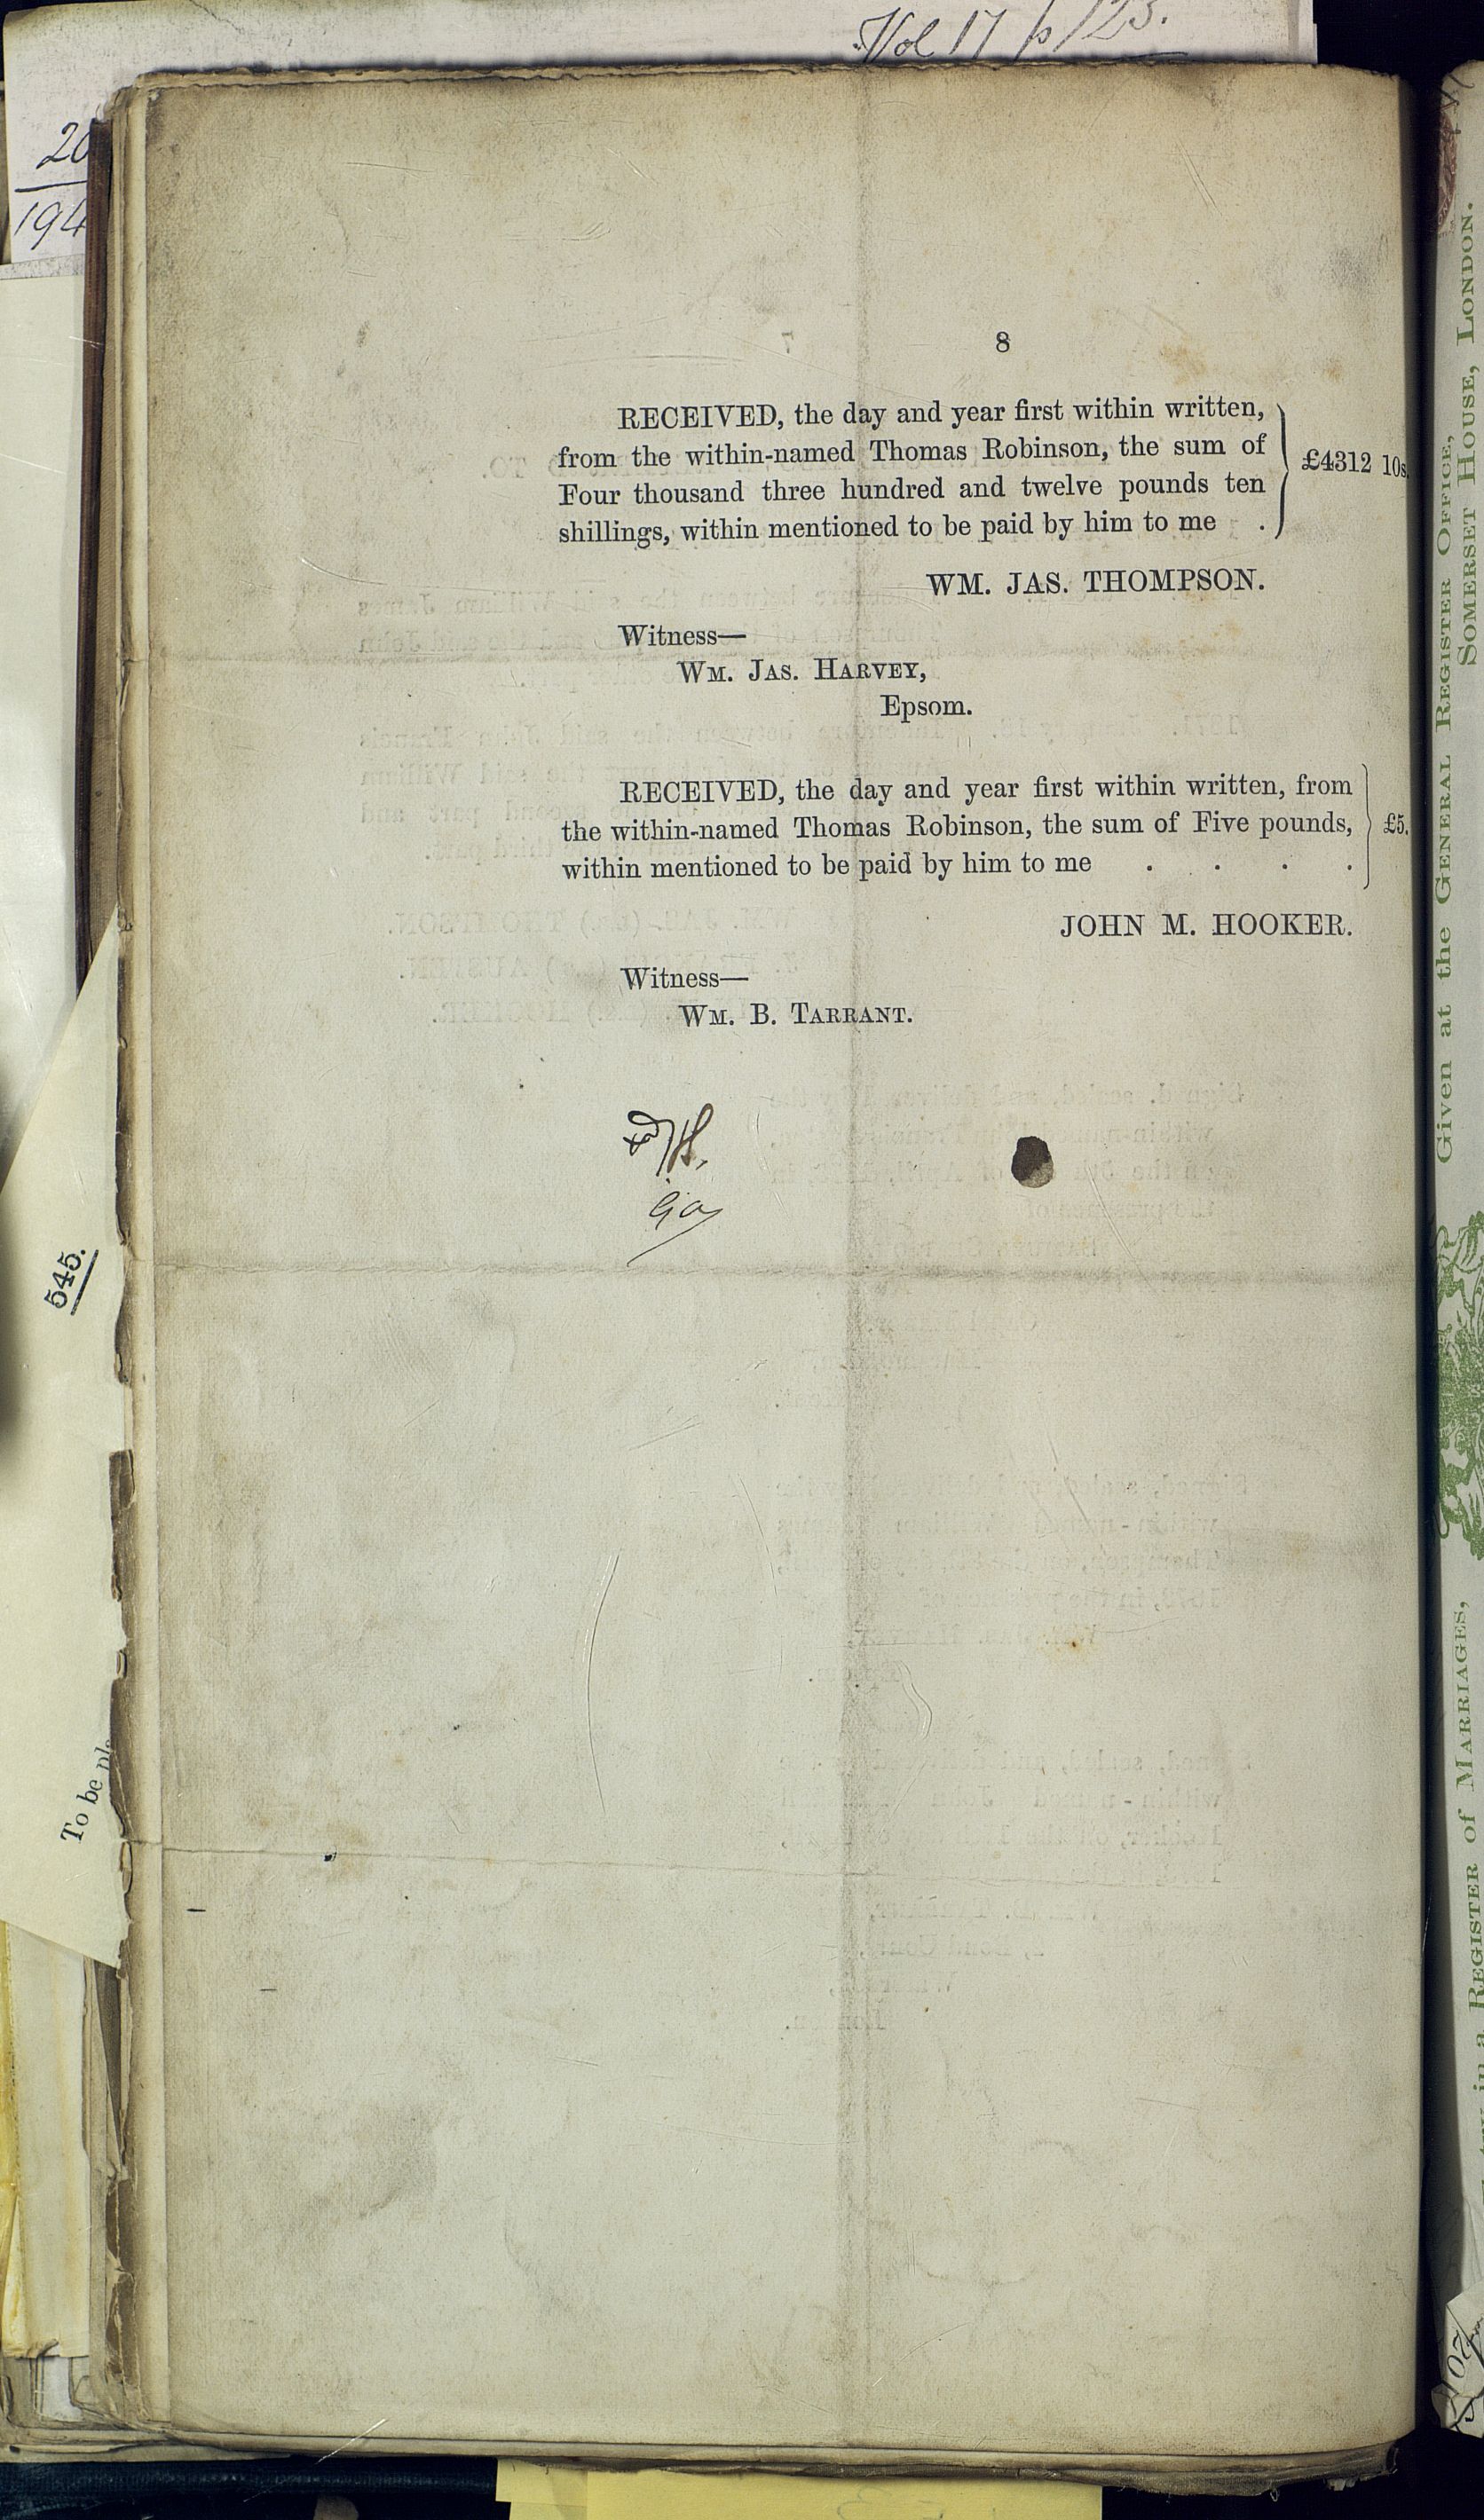 Vol 17 p 123.
20
194
8
RECEIVED, the day and year first within written,
from the within-named Thomas Robinson, the sum of
Four thousand three hundred and twelve pounds ten
shillings, within mentioned to be paid by him to me .
£4312 10s.
WM. JAS. THOMPSON.
Witness—
WM. JAS. HARVEY,
Epsom.
RECEIVED, the day and year first within written, from
the within-named Thomas Robinson, the sum of Five pounds,
within mentioned to be paid by him to me . . . .
£5.
JOHN M. HOOKER.
Witness—
WM. B. TARRANT.
545.
To be
Given at the GENERAL REGISTER OFFICE,
SOMERSET HOUSE, LONDON.
in a REGISTER of MARRIAGES,